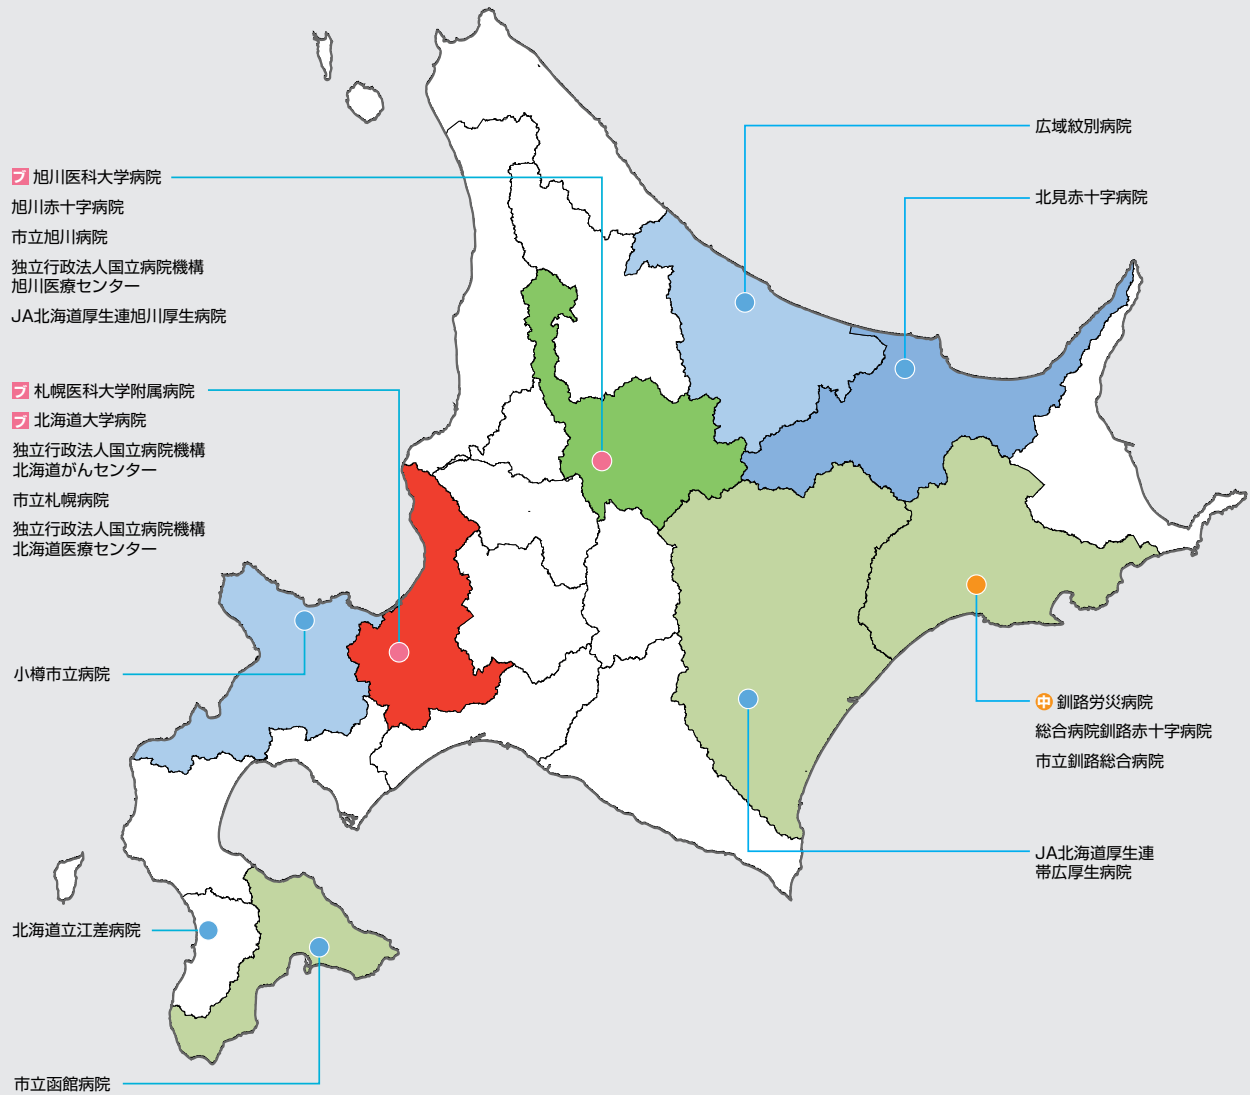 ブ 旭川医科大学病院
旭川赤十字病院
市立旭川病院
独立行政法人国立病院機構
旭川医療センター
JA北海道厚生連旭川厚生病院
ブ 札幌医科大学附属病院
ブ 北海道大学病院
独立行政法人国立病院機構
北海道がんセンター
市立札幌病院
独立行政法人国立病院機構
北海道医療センター
小樽市立病院
北海道立江差病院
市立函館病院
広域紋別病院
北見赤十字病院
中 釧路労災病院
総合病院釧路赤十字病院
市立釧路総合病院
JA北海道厚生連
帯広厚生病院